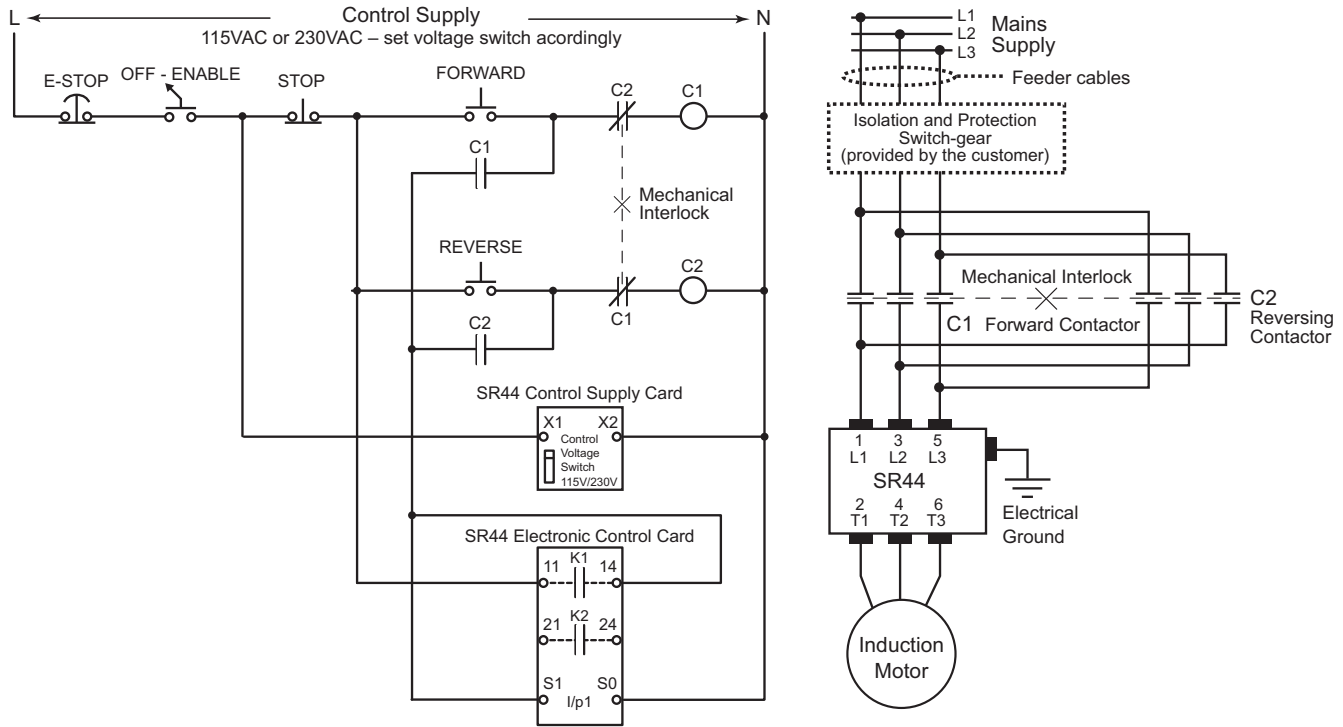 L Control Supply N
115VAC or 230VAC – set voltage switch acordingly
E-STOP
OFF - ENABLE
STOP
FORWARD
C2
C1
C1
Mechanical
Interlock
REVERSE
C2
C1
C2
SR44 Control Supply Card
X1 X2
Control
Voltage
Switch
115V/230V
SR44 Electronic Control Card
11 K1 14
21 K2 24
S1 I/p1 S0
L1
L2
L3
Mains
Supply
Feeder cables
Isolation and Protection
Switch-gear
(provided by the customer)
Mechanical Interlock
C1 Forward Contactor
C2
Reversing
Contactor
1 3 5
L1 L2 L3
SR44
2 4 6
T1 T2 T3
Electrical
Ground
Induction
Motor